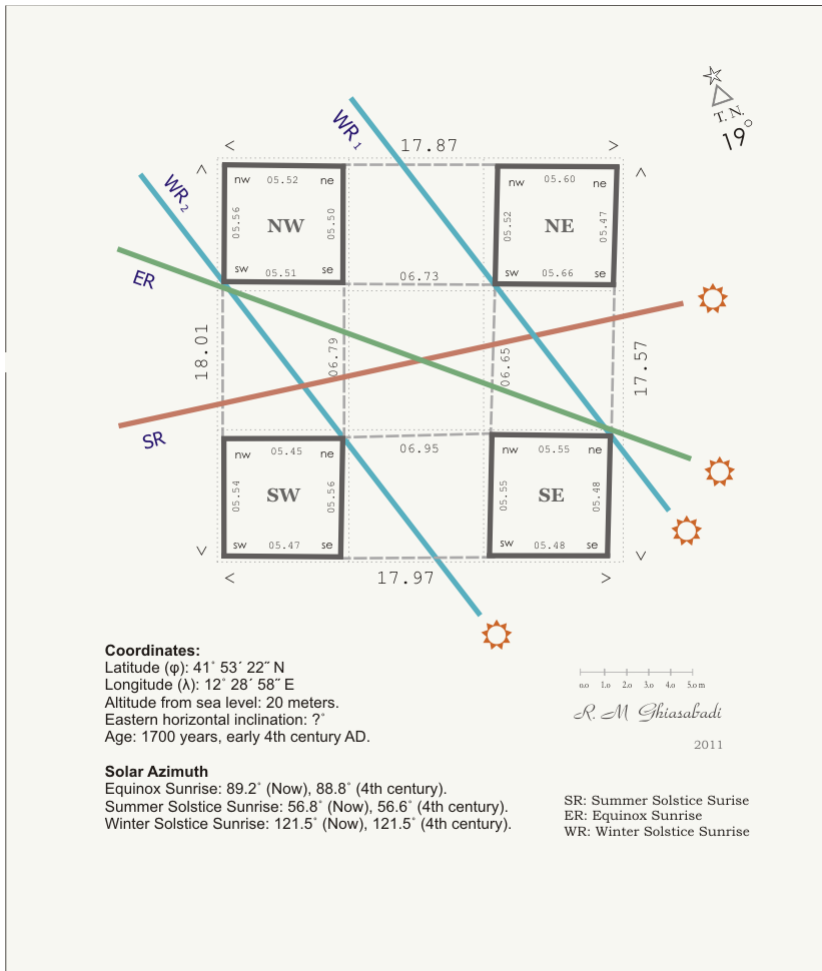 T. N.
19°
WR 1
< 17.87 >
WR 2
nw 05.52 ne
05.56
NW
05.50
sw 05.51 se
nw 05.60 ne
05.52
NE
05.47
sw 05.66 se
ER
06.73
18.01
06.79
06.65
17.57
SR
06.95
nw 05.45 ne
05.54
SW
05.56
sw 05.47 se
nw 05.55 ne
05.55
SE
05.48
sw 05.48 se
< 17.97 >
Coordinates:
Latitude (φ): 41° 53´ 22˝ N
Longitude (λ): 12° 28´ 58˝ E
Altitude from sea level: 20 meters.
Eastern horizontal inclination: ?°
Age: 1700 years, early 4th century AD.
0.0 1.0 2.0 3.0 4.0 5.0 m
R. M Ghiasabadi
2011
Solar Azimuth
Equinox Sunrise: 89.2° (Now), 88.8° (4th century).
Summer Solstice Sunrise: 56.8° (Now), 56.6° (4th century).
Winter Solstice Sunrise: 121.5° (Now), 121.5° (4th century).
SR: Summer Solstice Surise
ER: Equinox Sunrise
WR: Winter Solstice Sunrise